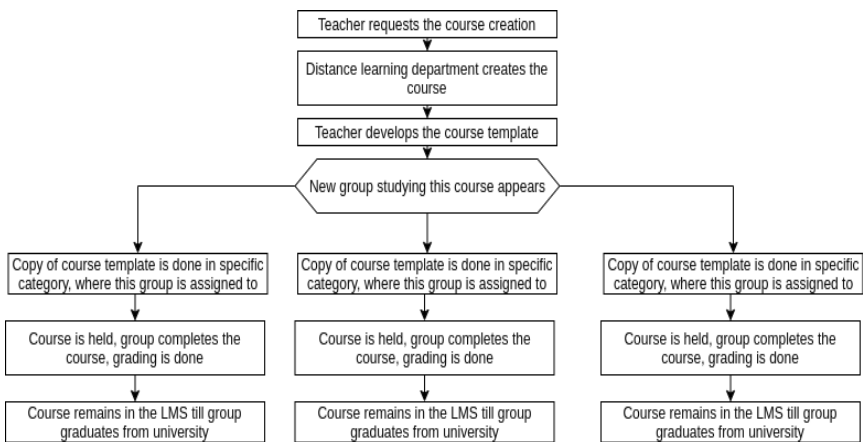 Teacher requests the course creation
Distance learning department creates the
course
Teacher develops the course template
New group studying this course appears
Copy of course template is done in specific
category, where this group is assigned to
Copy of course template is done in specific
category, where this group is assigned to
Copy of course template is done in specific
category, where this group is assigned to
Course is held, group completes the
course, grading is done
Course is held, group completes the
course, grading is done
Course is held, group completes the
course, grading is done
Course remains in the LMS till group
graduates from university
Course remains in the LMS till group
graduates from university
Course remains in the LMS till group
graduates from university